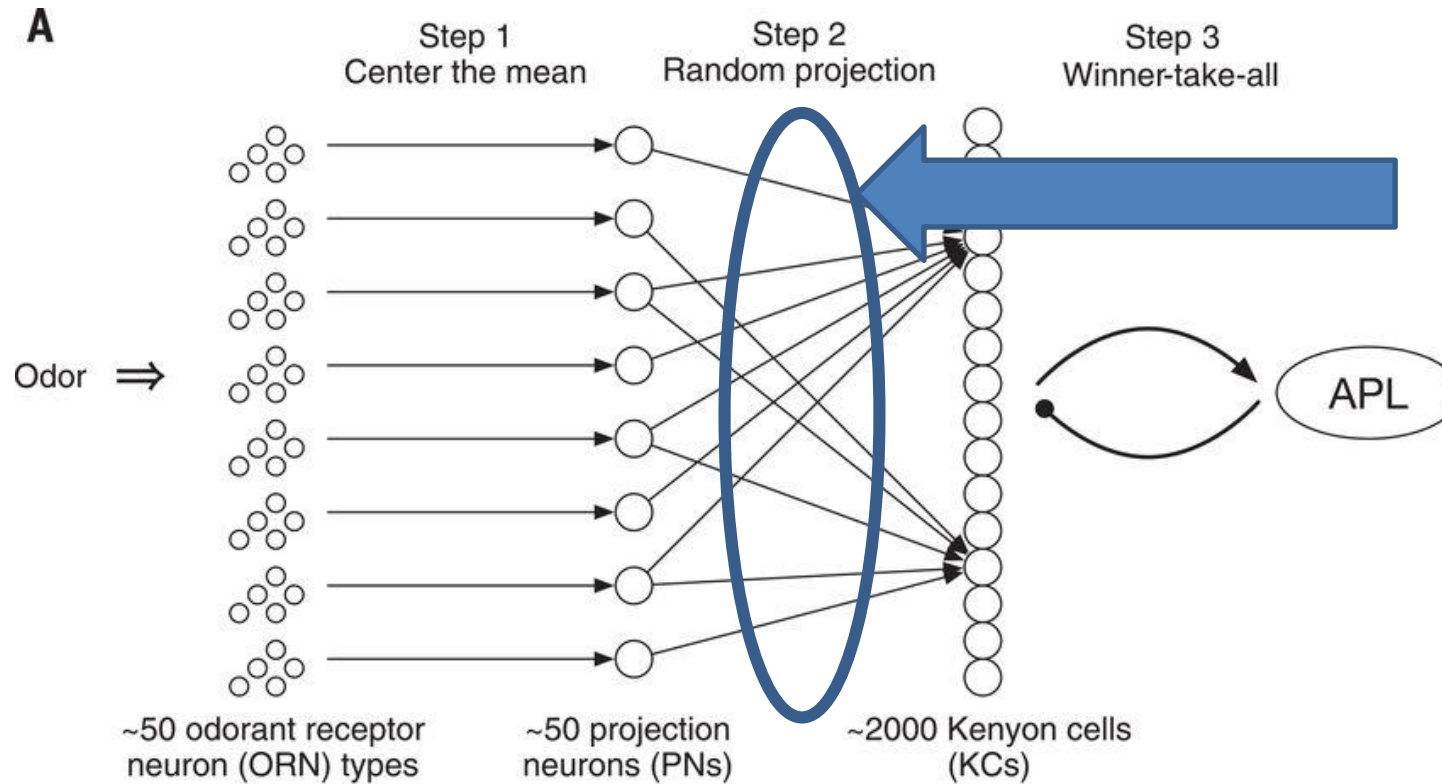 A
Step 1
Center the mean
Step 2
Random projection
Step 3
Winner-take-all
Odor ⇒
APL
~50 odorant receptor
neuron (ORN) types
~50 projection
neurons (PNs)
~2000 Kenyon cells
(KCs)